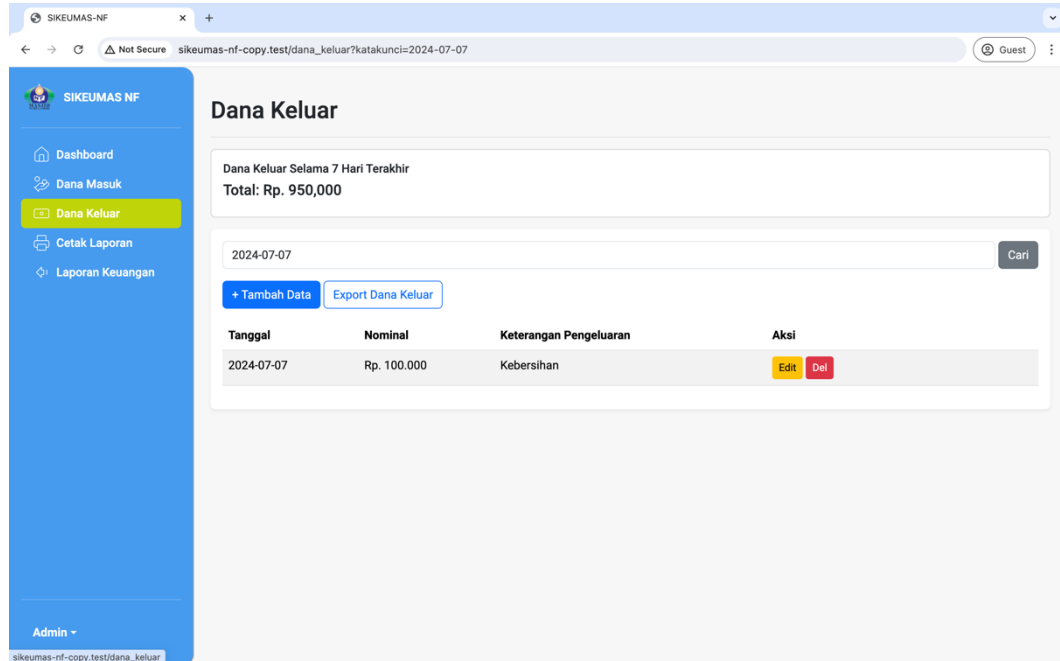 SIKEUMAS-NF
Not Secure sikeumas-nf-copy.test/dana_keluar?katakunci=2024-07-07 Guest
SIKEUMAS NF
Dashboard
Dana Masuk
Dana Keluar
Cetak Laporan
Laporan Keuangan
Admin
Dana Keluar
Dana Keluar Selama 7 Hari Terakhir
Total: Rp. 950,000
2024-07-07 Cari
+ Tambah Data Export Dana Keluar
Tanggal Nominal Keterangan Pengeluaran Aksi
2024-07-07 Rp. 100.000 Kebersihan Edit Del
sikeumas-nf-copy.test/dana_keluar